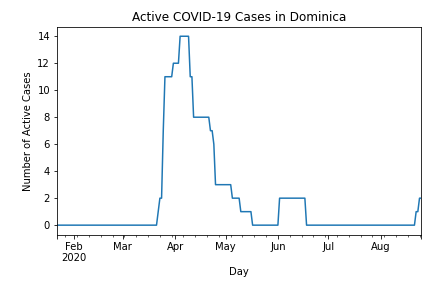 Active COVID-19 Cases in Dominica
Number of Active Cases
14
12
10
8
6
4
2
0
Feb Mar Apr May Jun Jul Aug
2020
Day